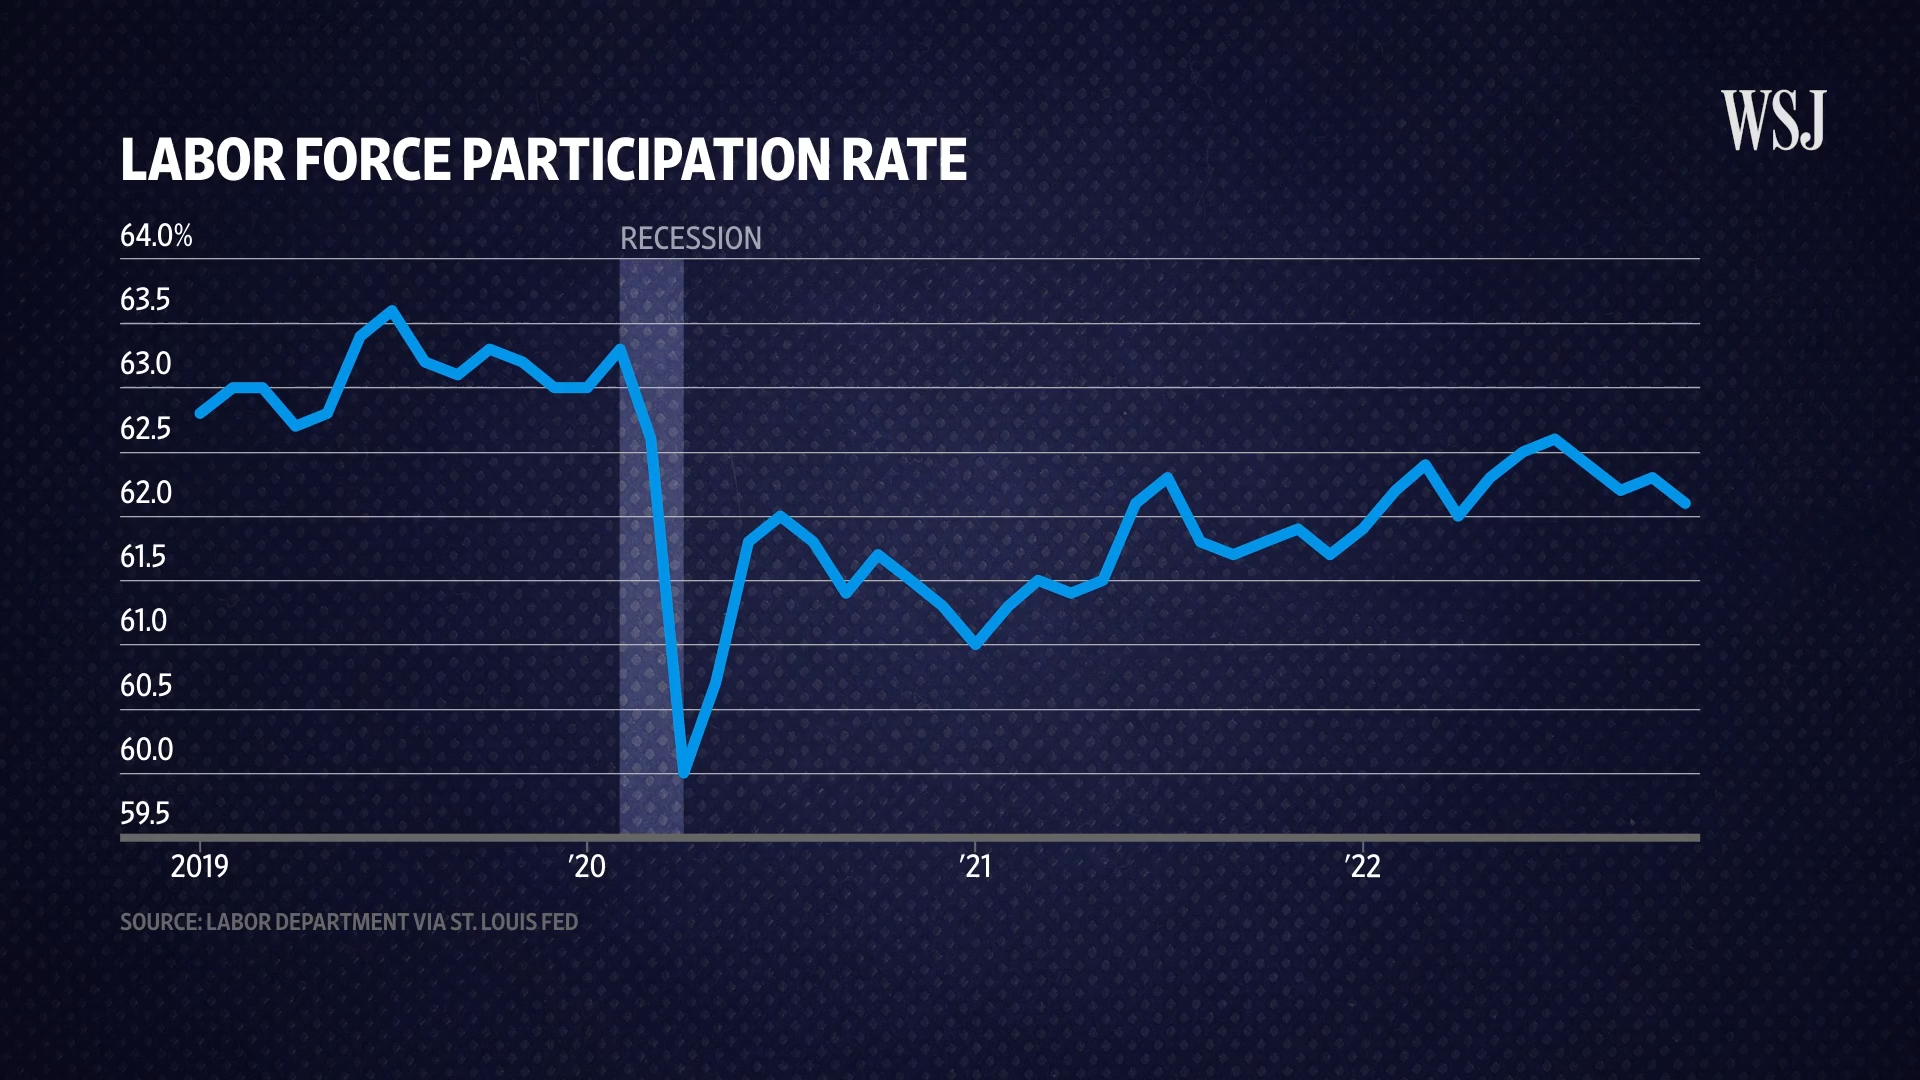 WSJ
LABOR FORCE PARTICIPATION RATE
64.0%
RECESSION
63.5
63.0
62.5
62.0
61.5
61.0
60.5
60.0
59.5
2019 ’20 ’21 ’22
SOURCE: LABOR DEPARTMENT VIA ST. LOUIS FED